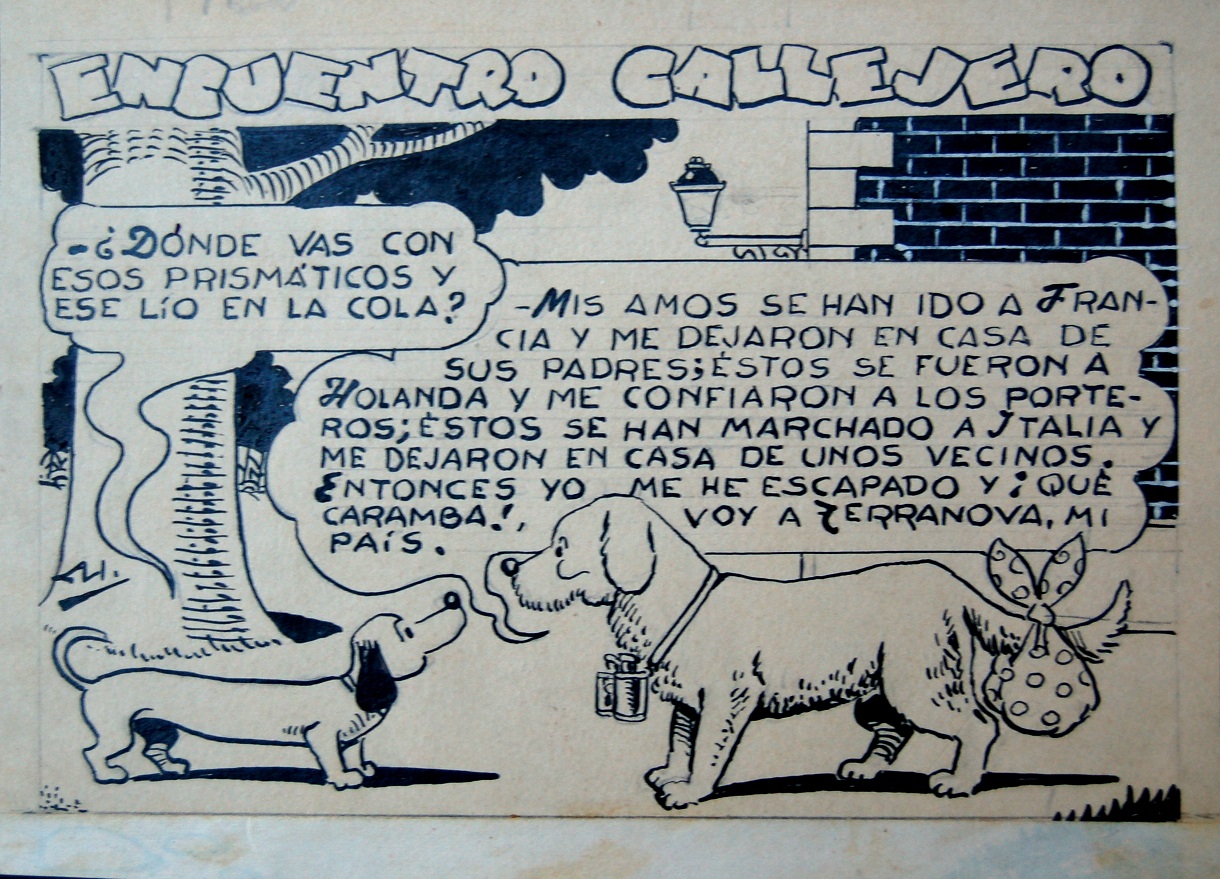 ENCUENTRO CALLEJERO
-¿DÓNDE VAS CON
ESOS PRISMÁTICOS Y
ESE LÍO EN LA COLA?
-MIS AMOS SE HAN IDO A FRAN-
CIA Y ME DEJARON EN CASA DE
SUS PADRES; ÉSTOS SE FUERON A
HOLANDA Y ME CONFIARON A LOS PORTE-
ROS; ÉSTOS SE HAN MARCHADO A ITALIA Y
ME DEJARON EN CASA DE UNOS VECINOS.
ENTONCES YO ME HE ESCAPADO Y ¡QUÉ
CARAMBA!, VOY A TERRANOVA, MI
PAÍS.